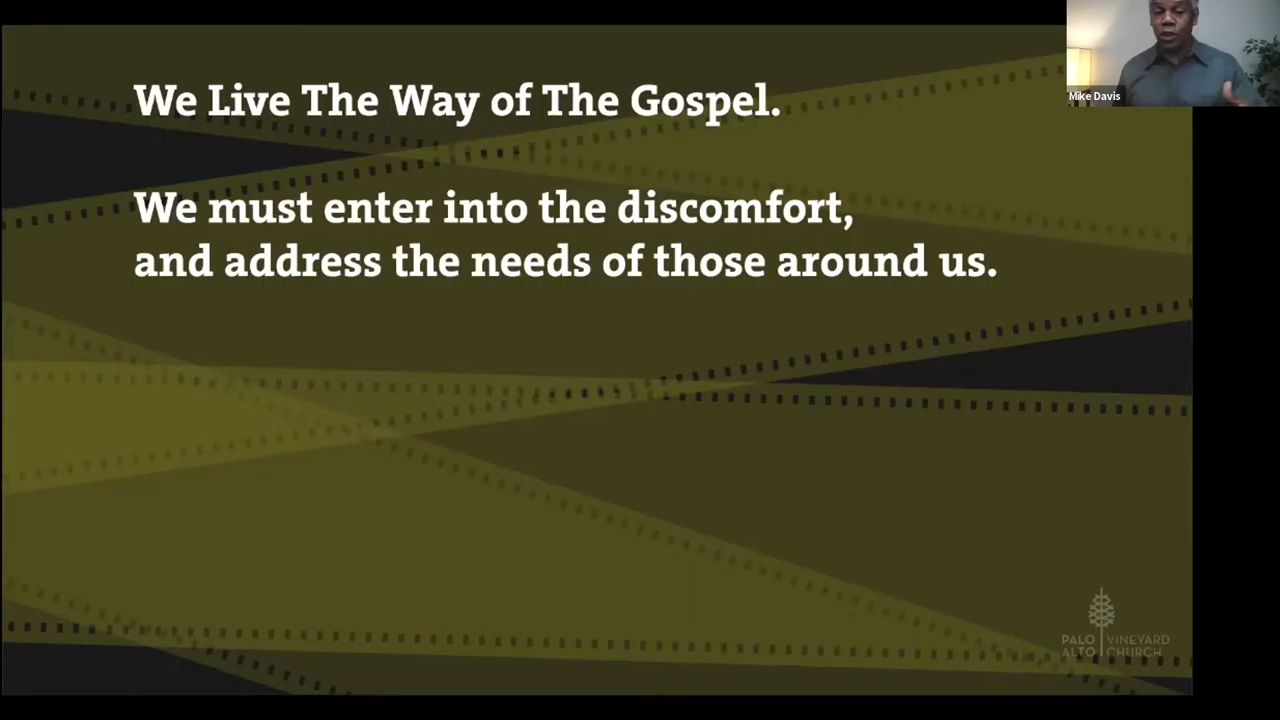 We Live The Way of The Gospel.
We must enter into the discomfort,
and address the needs of those around us.
Mike Davis
PALO VINEYARD
ALTO CHURCH